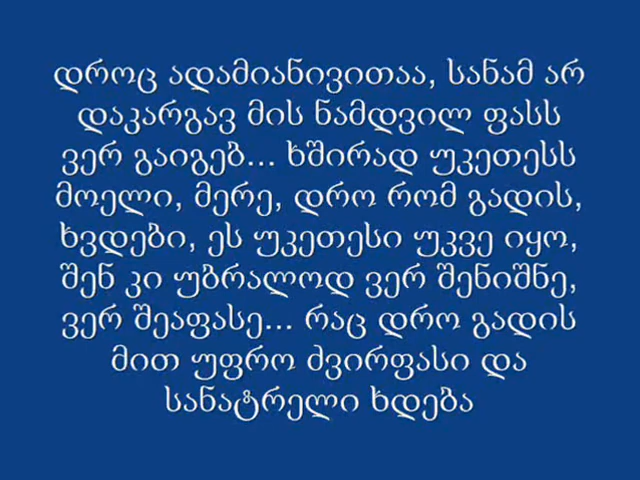 დროც ადამიანივითაა, სანამ არ
დაკარგავ მის ნამდვილ ფასს
ვერ გაიგებ... ხშირად უკეთესს
მოელი, მერე, დრო რომ გადის,
ხვდები, ეს უკეთესი უკვე იყო,
შენ კი უბრალოდ ვერ შენიშნე,
ვერ შეაფასე... რაც დრო გადის
მით უფრო ძვირფასი და
სანატრელი ხდება